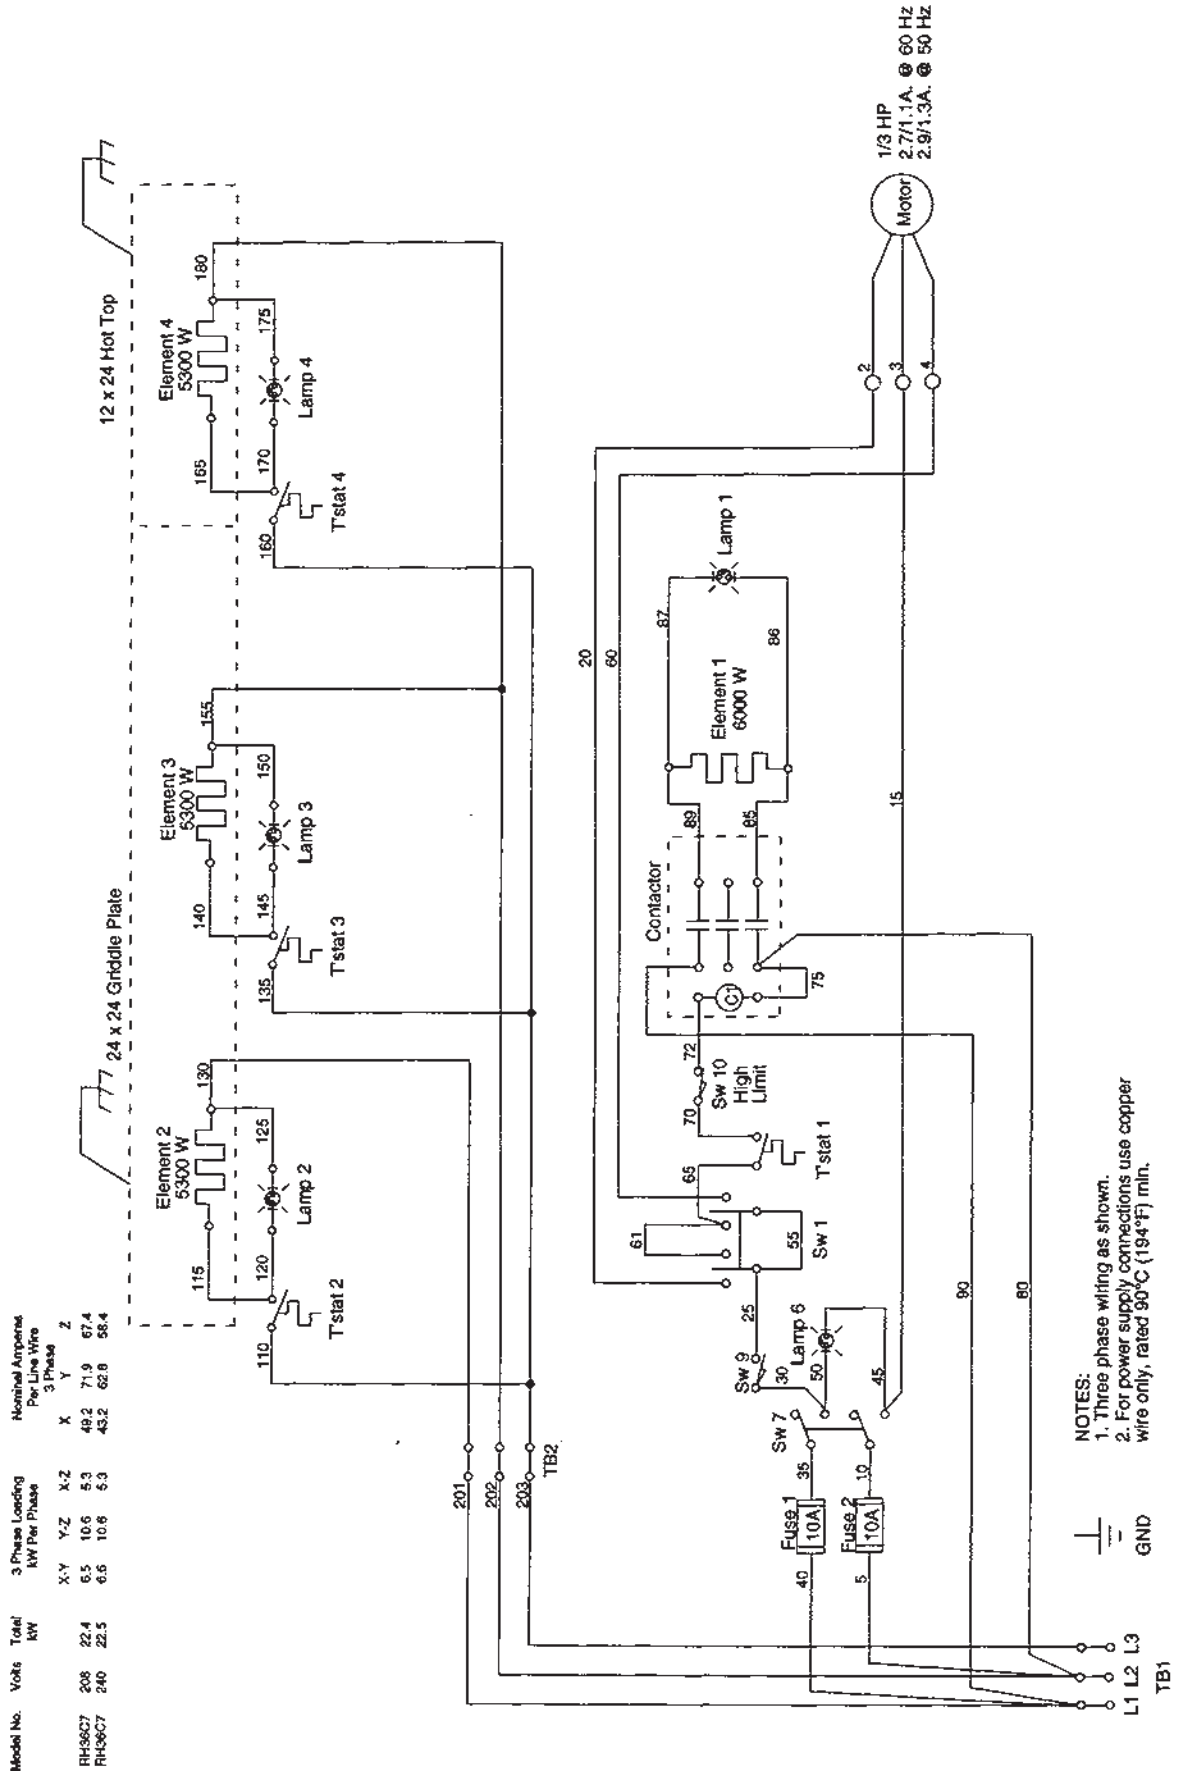 Model No. Volts Total kW 3 Phase Loading kW Per Phase Nominal Amperes Per Line Wire 3 Phase
X-Y Y-Z X-Z X Y Z
RH36C7 208 22.4 6.5 10.6 5.3 49.2 71.9 67.4
RH36C7 240 22.5 6.6 10.6 5.3 43.2 62.8 58.4
24 x 24 Griddle Plate
12 x 24 Hot Top
Element 2
5300 W
115
130
120
125
110
Lamp 2
T'stat 2
Element 3
5300 W
140
155
145
150
135
Lamp 3
T'stat 3
Element 4
5300 W
165
180
170
175
160
Lamp 4
T'stat 4
201
202
203
TB2
20
60
61
55
Sw 1
65
T'stat 1
70
Sw 10
High
Limit
72
Contactor
C1
75
89
85
87
86
Element 1
6000 W
Lamp 1
25
Sw 9
30
Lamp 6
50
45
Sw 7
35
10
Fuse 1
10A
Fuse 2
10A
40
5
15
90
80
2
3
4
Motor
1/3 HP
2.7/1.1A. @ 60 Hz
2.9/1.3A. @ 50 Hz
L1 L2 L3
TB1
GND
NOTES:
1. Three phase wiring as shown.
2. For power supply connections use copper
wire only, rated 90°C (194°F) min.